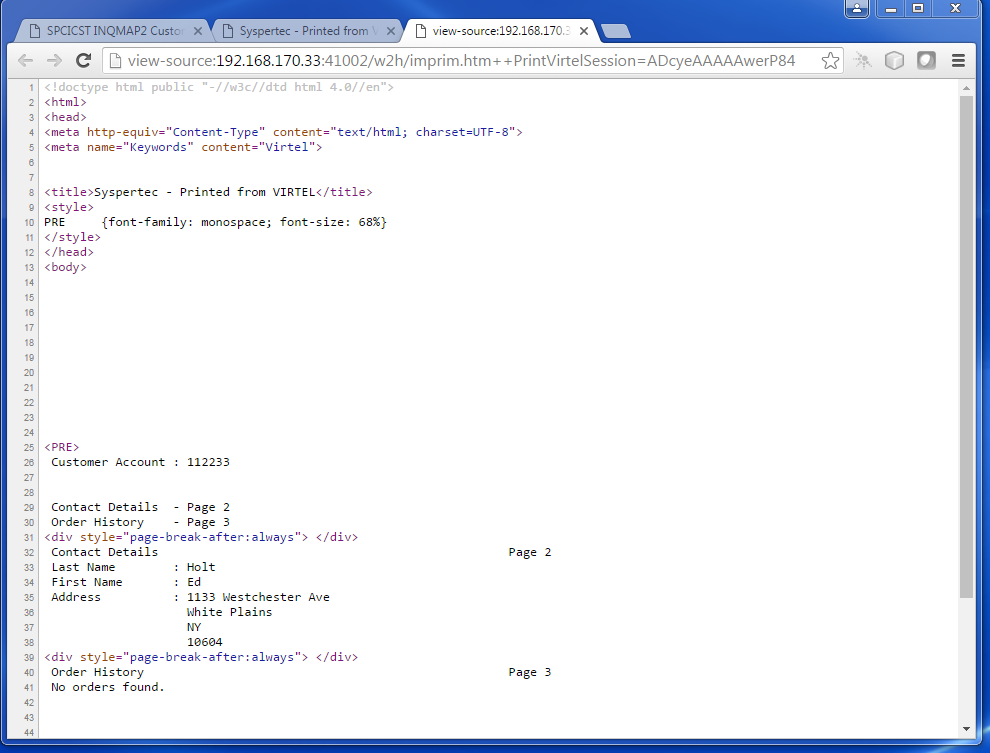 SPCICST INQMAP2 Custo
Syspertec - Printed from V
view-source:192.168.170.3
view-source:192.168.170.33:41002/w2h/imprim.htm++PrintVirtelSession=ADcyeAAAAAwerP84
1 <!doctype html public "-//w3c//dtd html 4.0//en">
2 <html>
3 <head>
4 <meta http-equiv="Content-Type" content="text/html; charset=UTF-8">
5 <meta name="Keywords" content="Virtel">
6
7
8 <title>Syspertec - Printed from VIRTEL</title>
9 <style>
10 PRE     {font-family: monospace; font-size: 68%}
11 </style>
12 </head>
13 <body>
14
15
16
17
18
19
20
21
22
23
24
25 <PRE>
26  Customer Account : 112233
27
28
29  Contact Details  - Page 2
30  Order History    - Page 3
31 <div style="page-break-after:always"> </div>
32  Contact Details                                                 Page 2
33  Last Name        : Holt
34  First Name       : Ed
35  Address          : 1133 Westchester Ave
36                    White Plains
37                    NY
38                    10604
39 <div style="page-break-after:always"> </div>
40  Order History                                                   Page 3
41  No orders found.
42
43
44